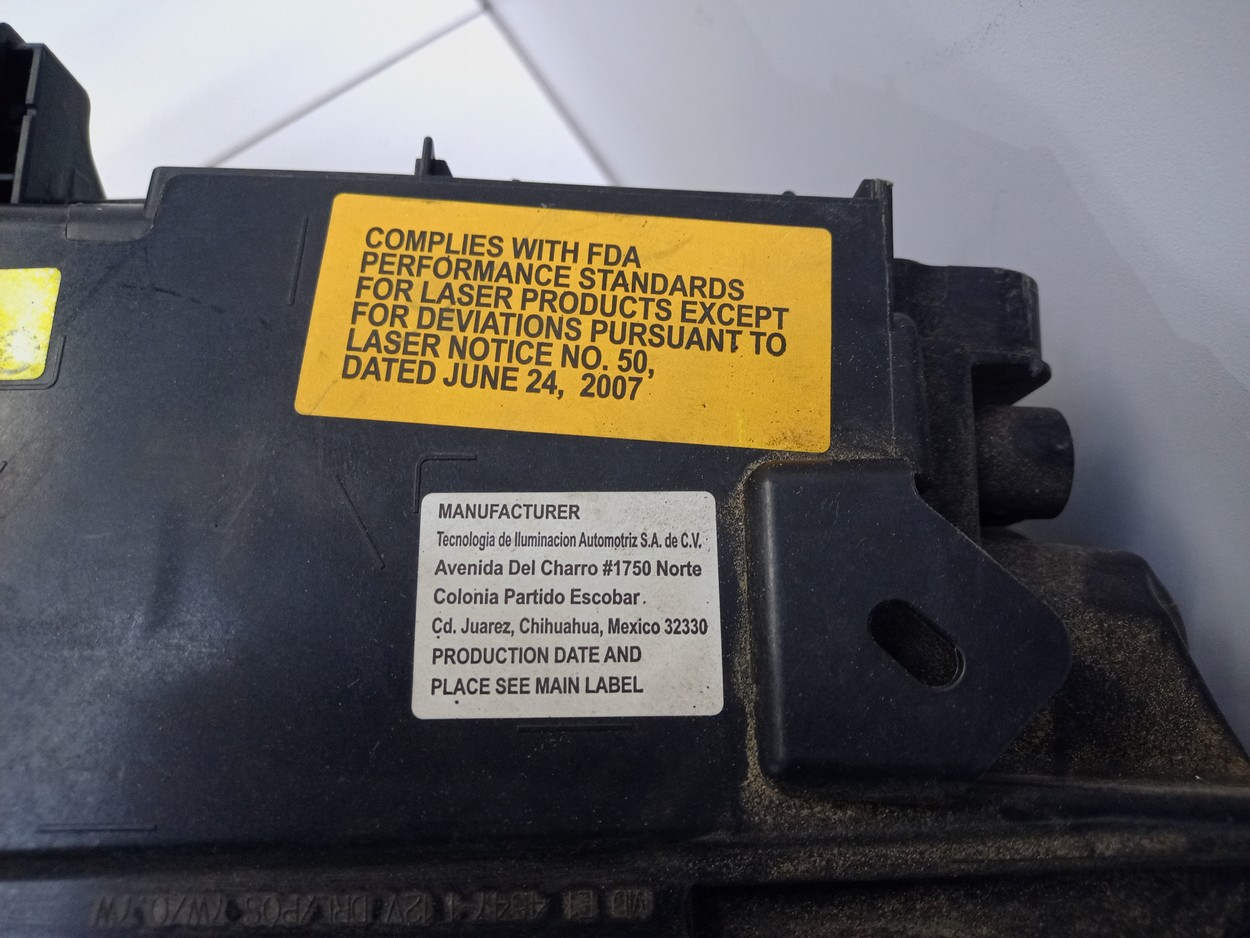 COMPLIES WITH FDA
PERFORMANCE STANDARDS
FOR LASER PRODUCTS EXCEPT
FOR DEVIATIONS PURSUANT TO
LASER NOTICE NO. 50,
DATED JUNE 24, 2007
MANUFACTURER
Tecnologia de Iluminacion Automotriz S.A. de C.V.
Avenida Del Charro #1750 Norte
Colonia Partido Escobar
Cd. Juarez, Chihuahua, Mexico 32330
PRODUCTION DATE AND
PLACE SEE MAIN LABEL